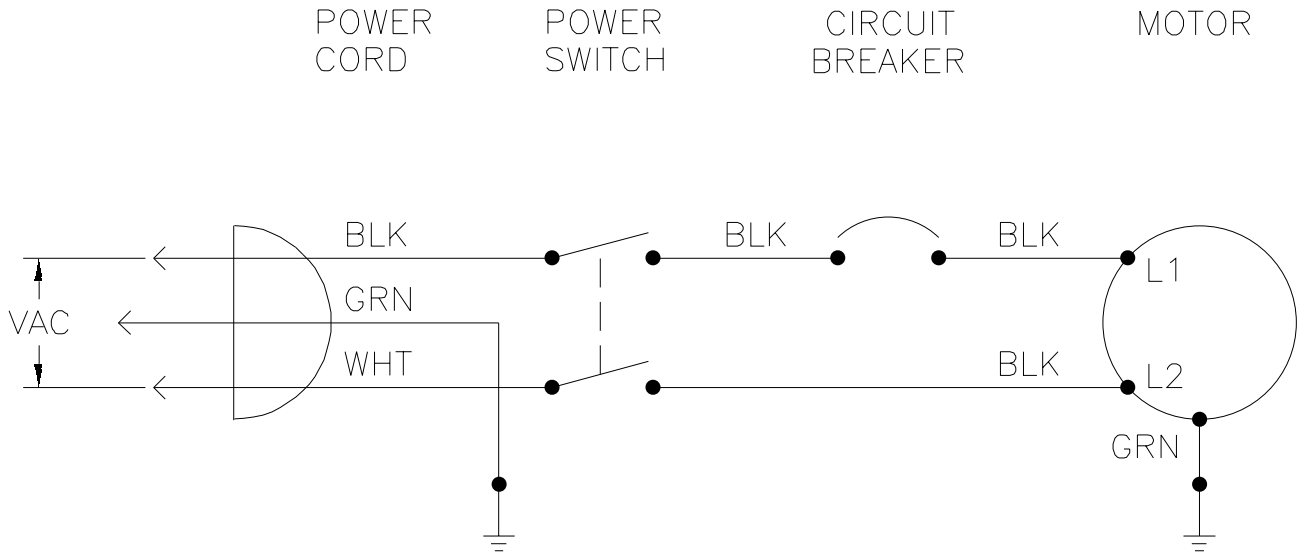 POWER CORD
POWER SWITCH
CIRCUIT BREAKER
MOTOR
BLK
BLK
BLK
L1
GRN
VAC
WHT
BLK
L2
GRN